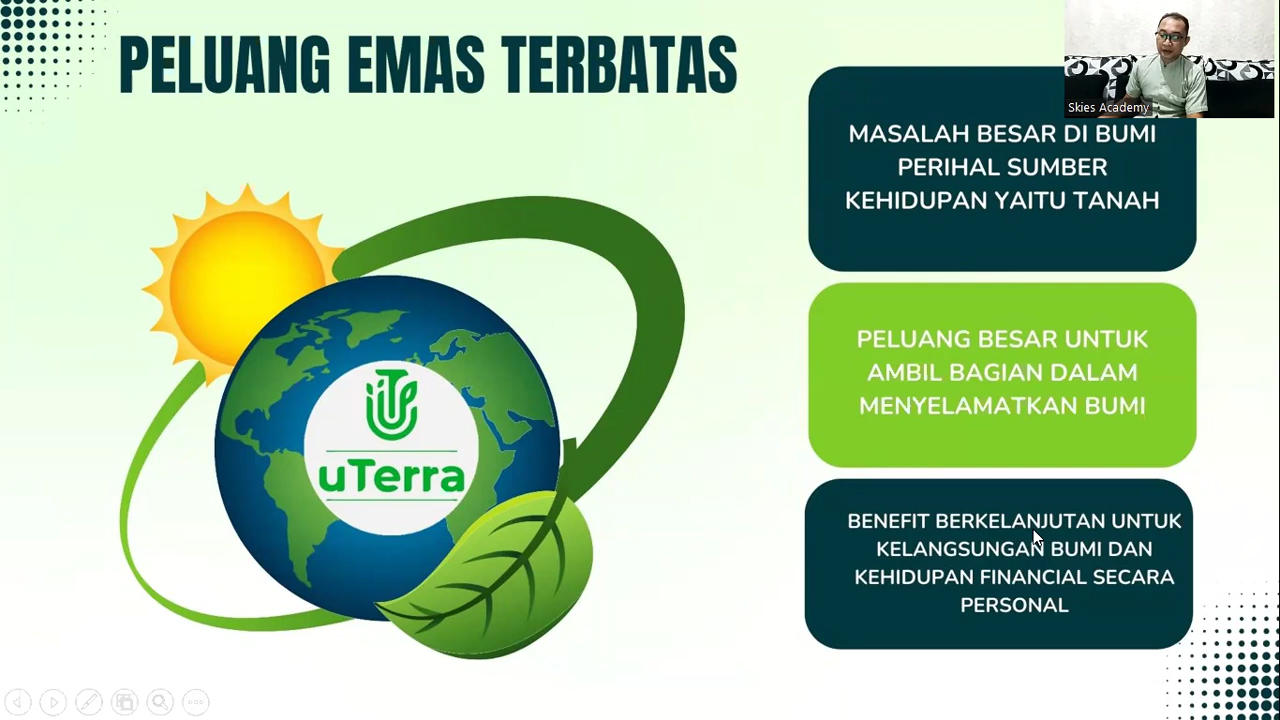 PELUANG EMAS TERBATAS
Skies Academy
MASALAH BESAR DI BUMI
PERIHAL SUMBER
KEHIDUPAN YAITU TANAH
uTerra
PELUANG BESAR UNTUK
AMBIL BAGIAN DALAM
MENYELAMATKAN BUMI
BENEFIT BERKELANJUTAN UNTUK
KELANGSUNGAN BUMI DAN
KEHIDUPAN FINANCIAL SECARA
PERSONAL